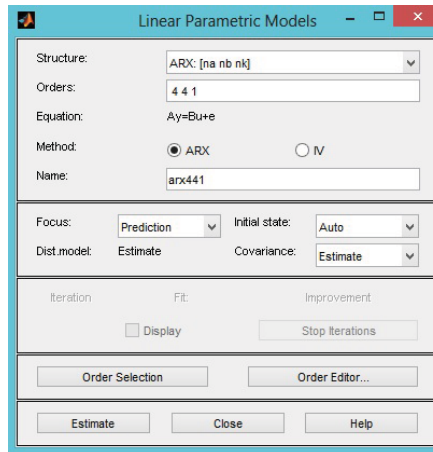 Linear Parametric Models
Structure: ARX: [na nb nk]
Orders: 4 4 1
Equation: Ay=Bu+e
Method: ARX IV
Name: arx441
Focus: Prediction Initial state: Auto
Dist.model: Estimate Covariance: Estimate
Iteration Fit: Improvement
Display Stop Iterations
Order Selection Order Editor...
Estimate Close Help